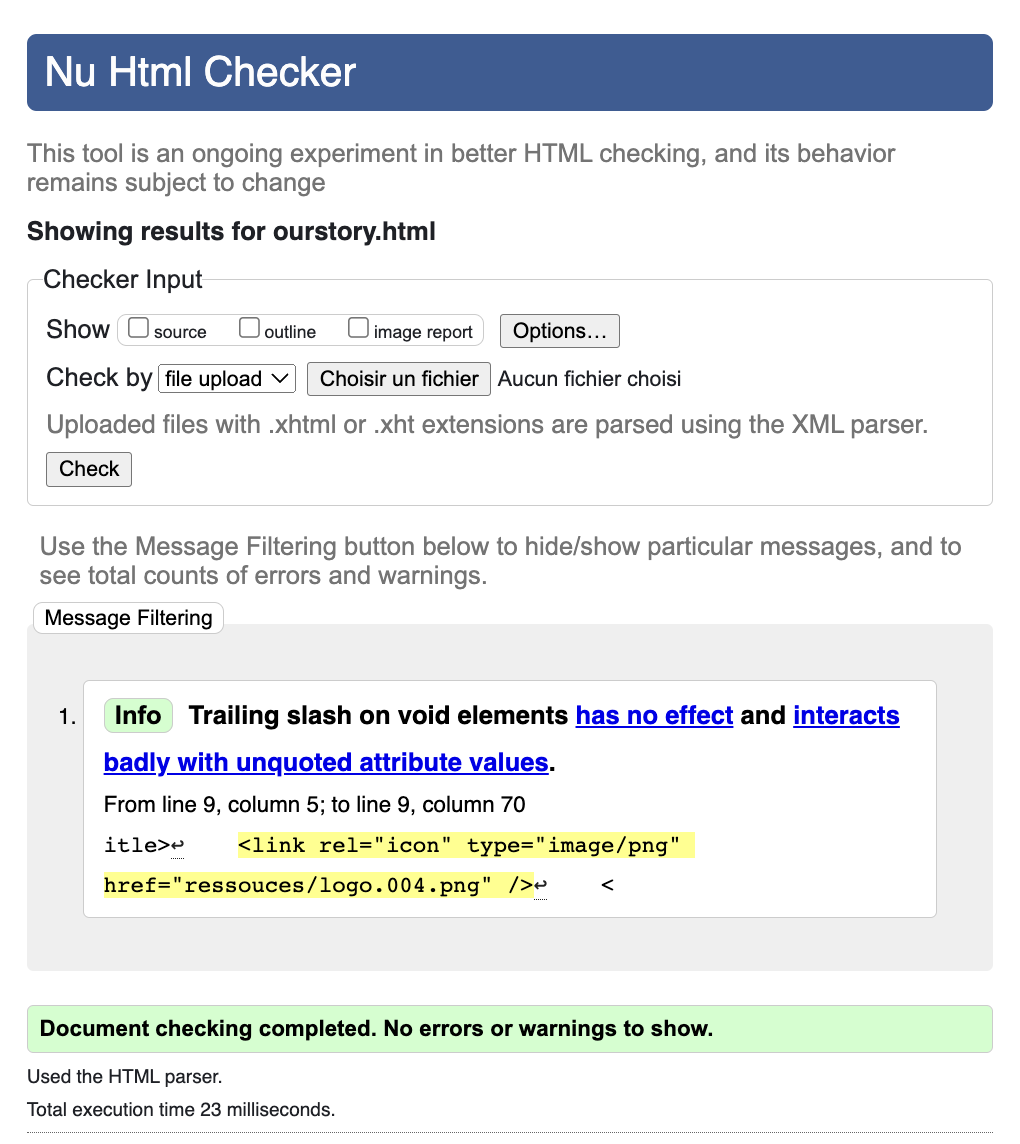 Nu Html Checker
This tool is an ongoing experiment in better HTML checking, and its behavior
remains subject to change
Showing results for ourstory.html
Checker Input
Show source outline image report Options…
Check by file upload Choisir un fichier Aucun fichier choisi
Uploaded files with .xhtml or .xht extensions are parsed using the XML parser.
Check
Use the Message Filtering button below to hide/show particular messages, and to
see total counts of errors and warnings.
Message Filtering
1. Info Trailing slash on void elements has no effect and interacts
badly with unquoted attribute values.
From line 9, column 5; to line 9, column 70
itle>↩    <link rel="icon" type="image/png"
href="ressouces/logo.004.png" />↩    <
Document checking completed. No errors or warnings to show.
Used the HTML parser.
Total execution time 23 milliseconds.